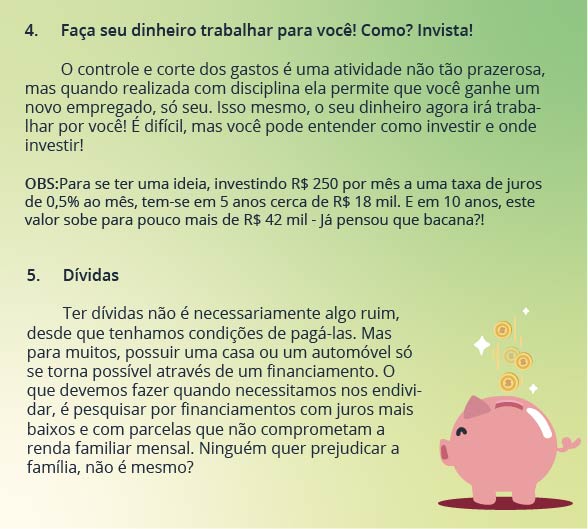 4. Faça seu dinheiro trabalhar para você! Como? Invista!
O controle e corte dos gastos é uma atividade não tão prazerosa,
mas quando realizada com disciplina ela permite que você ganhe um
novo empregado, só seu. Isso mesmo, o seu dinheiro agora irá traba-
lhar por você! É difícil, mas você pode entender como investir e onde
investir!
OBS:Para se ter uma ideia, investindo R$ 250 por mês a uma taxa de juros
de 0,5% ao mês, tem-se em 5 anos cerca de R$ 18 mil. E em 10 anos, este
valor sobe para pouco mais de R$ 42 mil - Já pensou que bacana?!
5. Dívidas
Ter dívidas não é necessariamente algo ruim,
desde que tenhamos condições de pagá-las. Mas
para muitos, possuir uma casa ou um automóvel só
se torna possível através de um financiamento. O
que devemos fazer quando necessitamos nos endivi-
dar, é pesquisar por financiamentos com juros mais
baixos e com parcelas que não comprometam a
renda familiar mensal. Ninguém quer prejudicar a
família, não é mesmo?